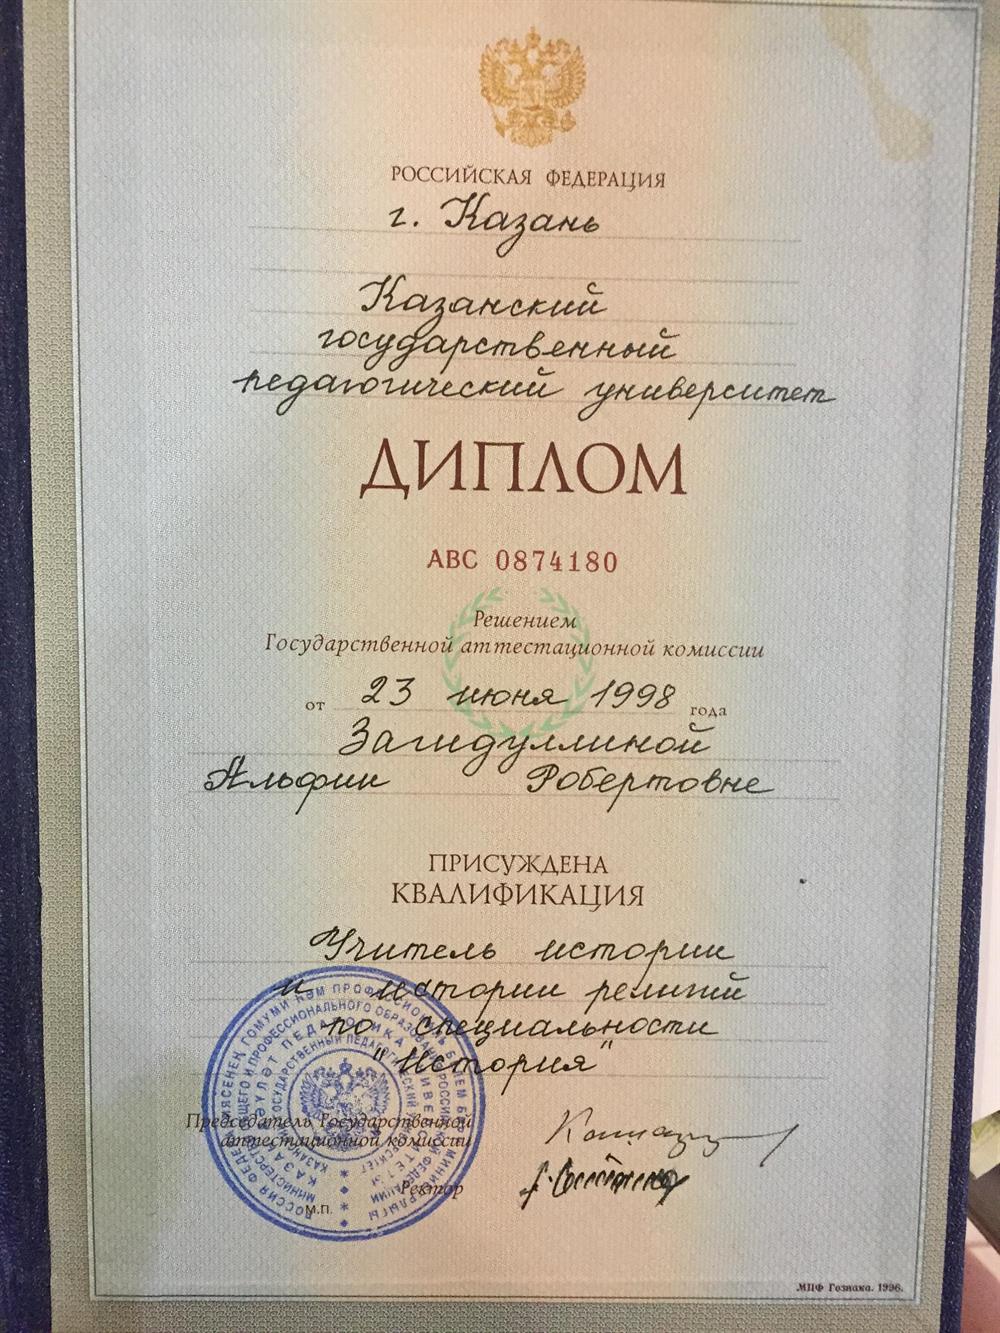 РОССИЙСКАЯ ФЕДЕРАЦИЯ
г. Казань
Казанский
государственный
педагогический университет
ДИПЛОМ
АВС 0874180
Решением
Государственной аттестационной комиссии
от 23 июня 1998 года
Загидуллиной
Альфии Робертовне
ПРИСУЖДЕНА
КВАЛИФИКАЦИЯ
Учитель истории
и истории религий
по специальности
"История"
Председатель Государственной
аттестационной комиссии
Ректор
М.П.
МПФ Гознака. 1996.